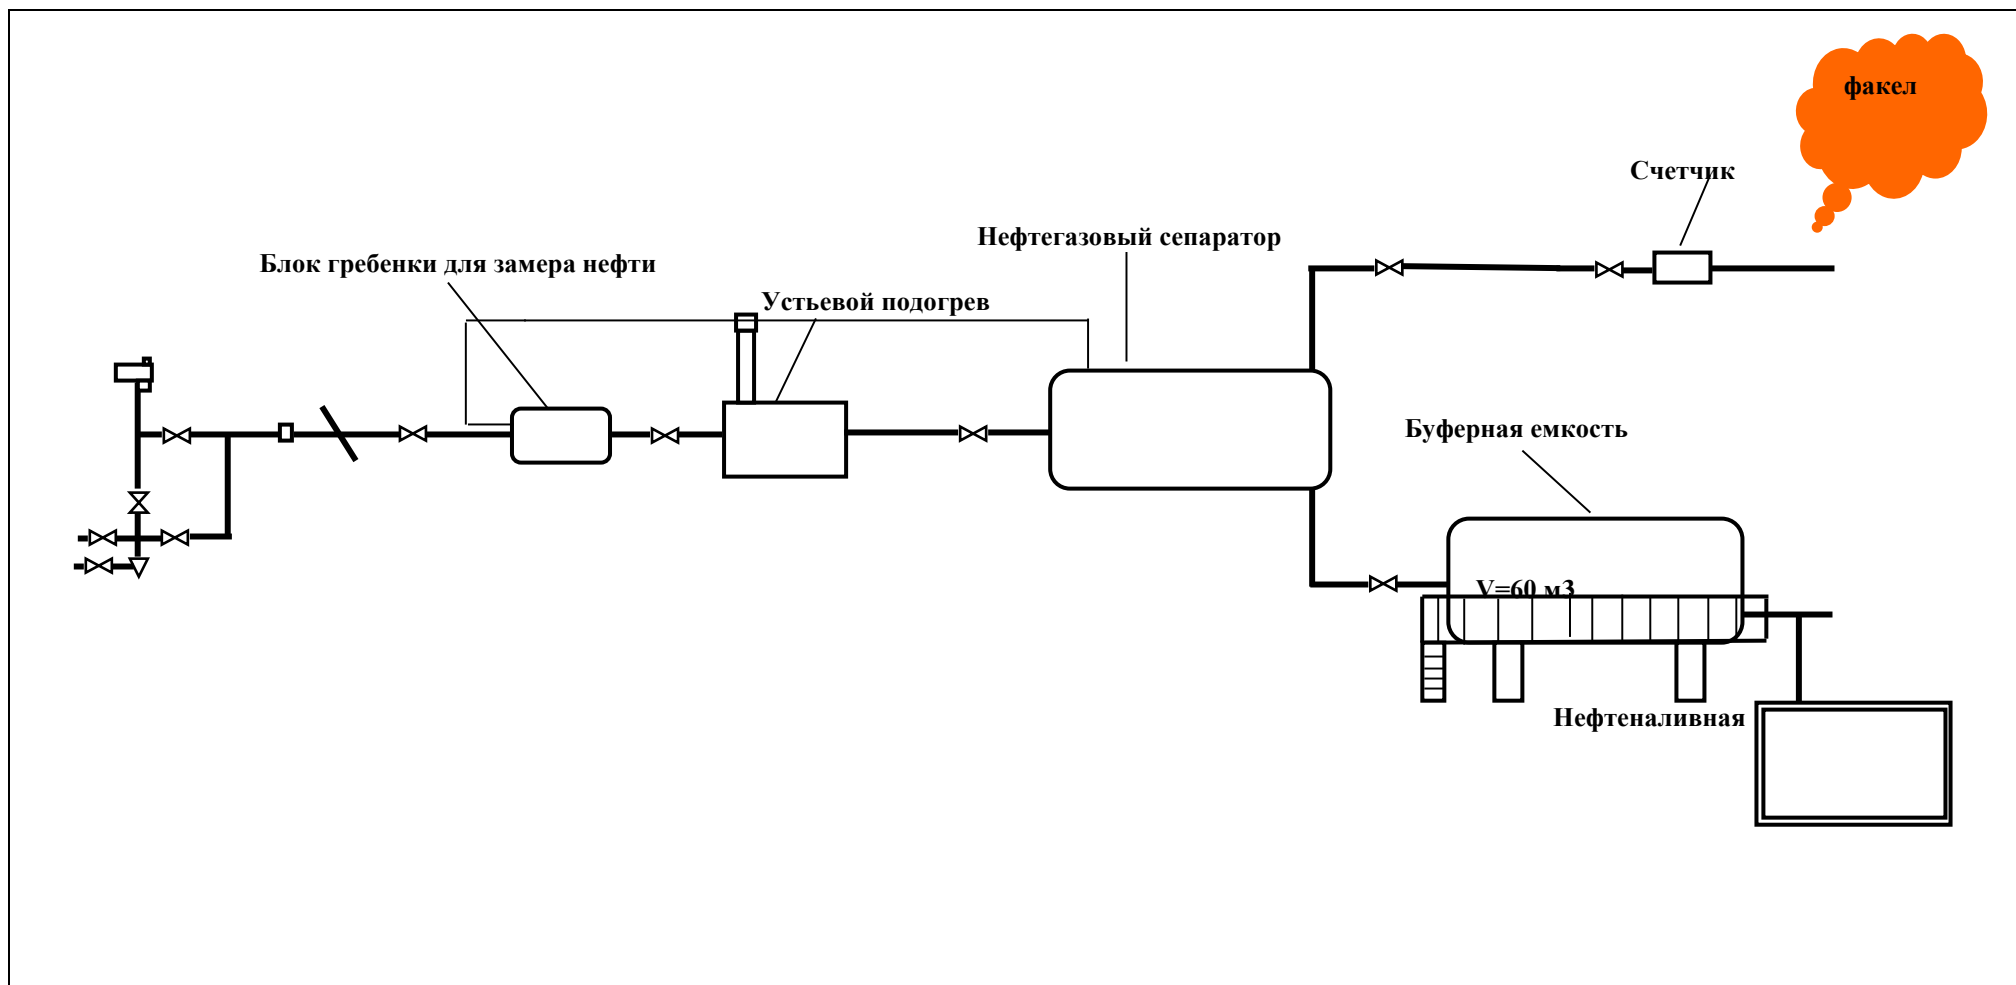 факел
Счетчик
Нефтегазовый сепаратор
Блок гребенки для замера нефти
Устьевой подогрев
Буферная емкость
V=60 м3
Нефтеналивная